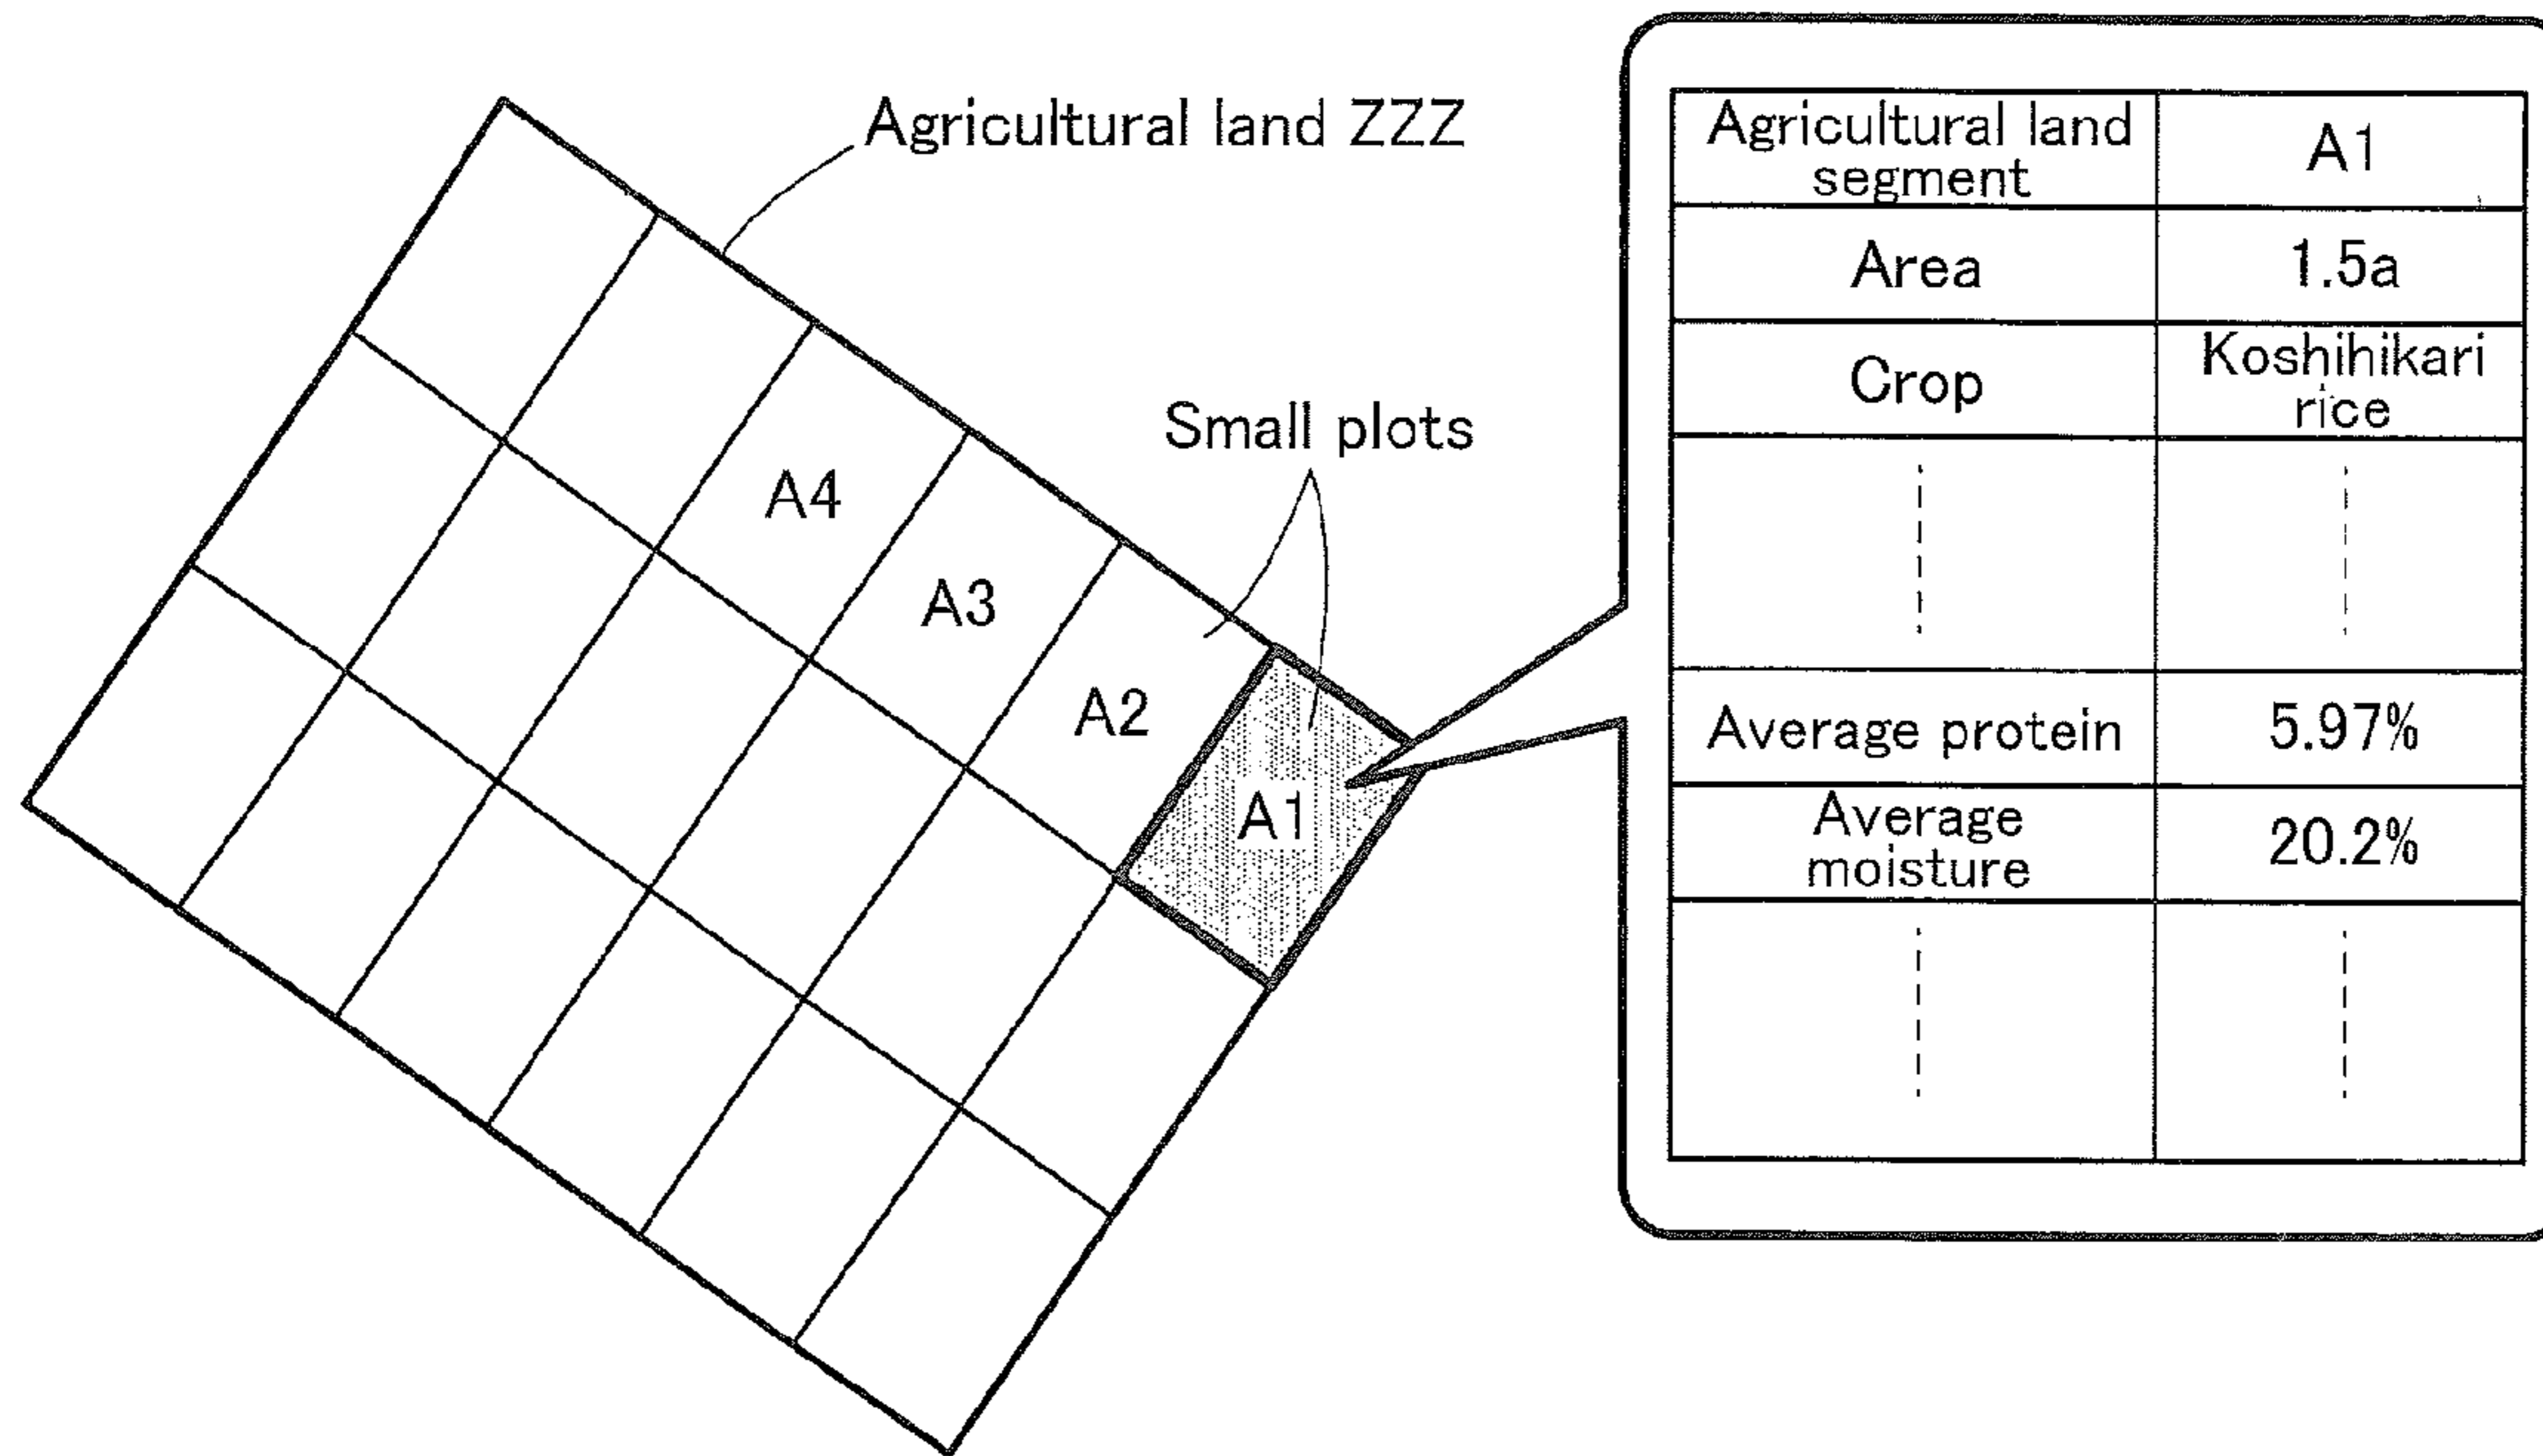 Agricultural land ZZZ
Small plots
A4
A3
A2
A1
Agricultural land
segment
A1
Area
1.5a
Crop
Koshihikari
rice
Average protein
5.97%
Average
moisture
20.2%